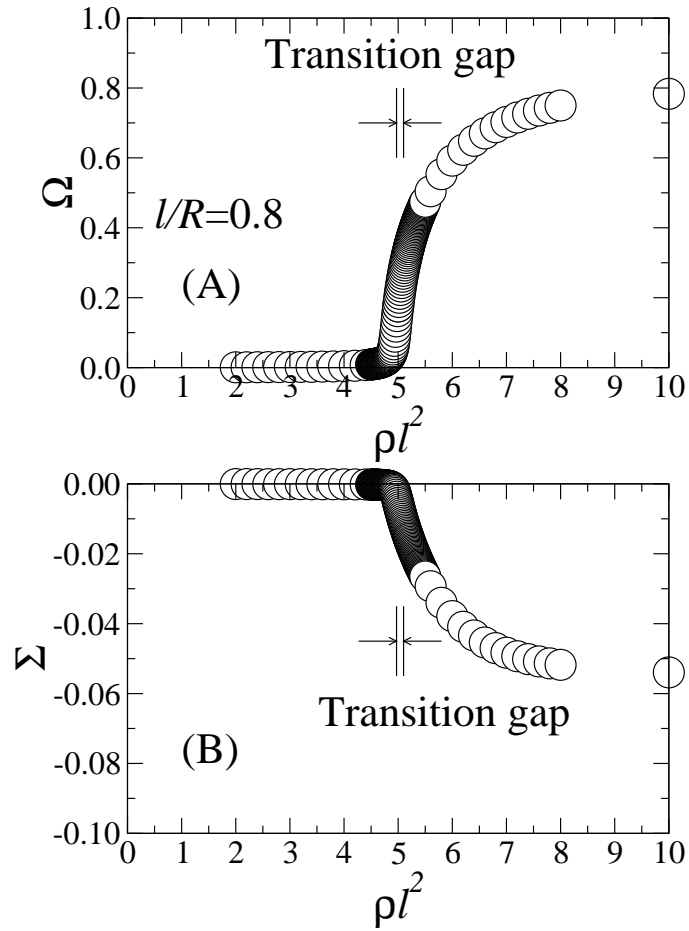 1.0
Transition gap
0.8
Ω
0.6
l/R=0.8
0.4
(A)
0.2
0.0
0 1 2 3 4 5 6 7 8 9 10
ρl²
0.00
-0.02
-0.04
Σ
-0.06
Transition gap
(B)
-0.08
-0.10
0 1 2 3 4 5 6 7 8 9 10
ρl²